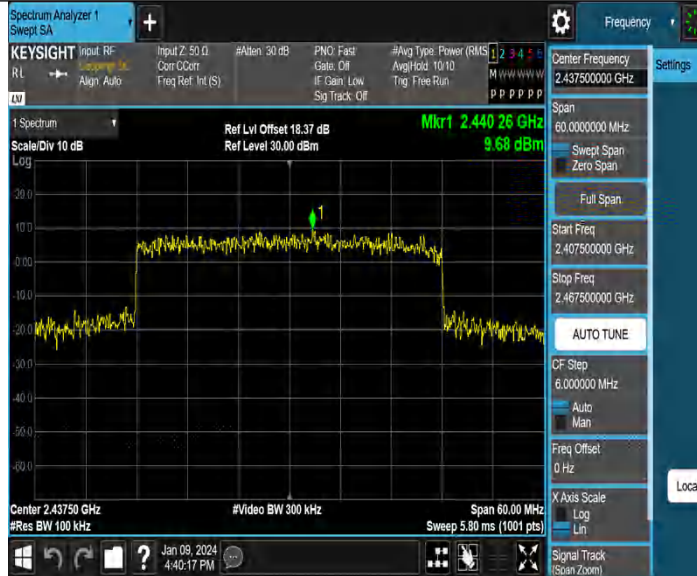 Spectrum Analyzer 1
Swept SA
+
Frequency
KEYSIGHT
RL
Input: RF
Align: Auto
Input Z: 50 Ω
Corr CCorr
Freq Ref: Int (S)
#Atten: 30 dB
PNO: Fast
Gate: Off
IF Gain: Low
Sig Track: Off
#Avg Type: Power (RMS
Avg|Hold: 10/10
Trig: Free Run
1 2 3 4 5 6
M W W W W W
P P P P P P
LXI
1 Spectrum
Scale/Div 10 dB
Log
Ref Lvl Offset 18.37 dB
Ref Level 30.00 dBm
Mkr1 2.440 26 GHz
9.68 dBm
1
20.0
10.0
0.00
-10.0
-20.0
-30.0
-40.0
-50.0
-60.0
Center 2.43750 GHz
#Res BW 100 kHz
#Video BW 300 kHz
Span 60.00 MHz
Sweep 5.80 ms (1001 pts)
Center Frequency
2.437500000 GHz
Settings
Span
60.0000000 MHz
Swept Span
Zero Span
Full Span
Start Freq
2.407500000 GHz
Stop Freq
2.467500000 GHz
AUTO TUNE
CF Step
6.000000 MHz
Auto
Man
Freq Offset
0 Hz
X Axis Scale
Log
Lin
Loca
Signal Track
(Span Zoom)
?
Jan 09, 2024
4:40:17 PM